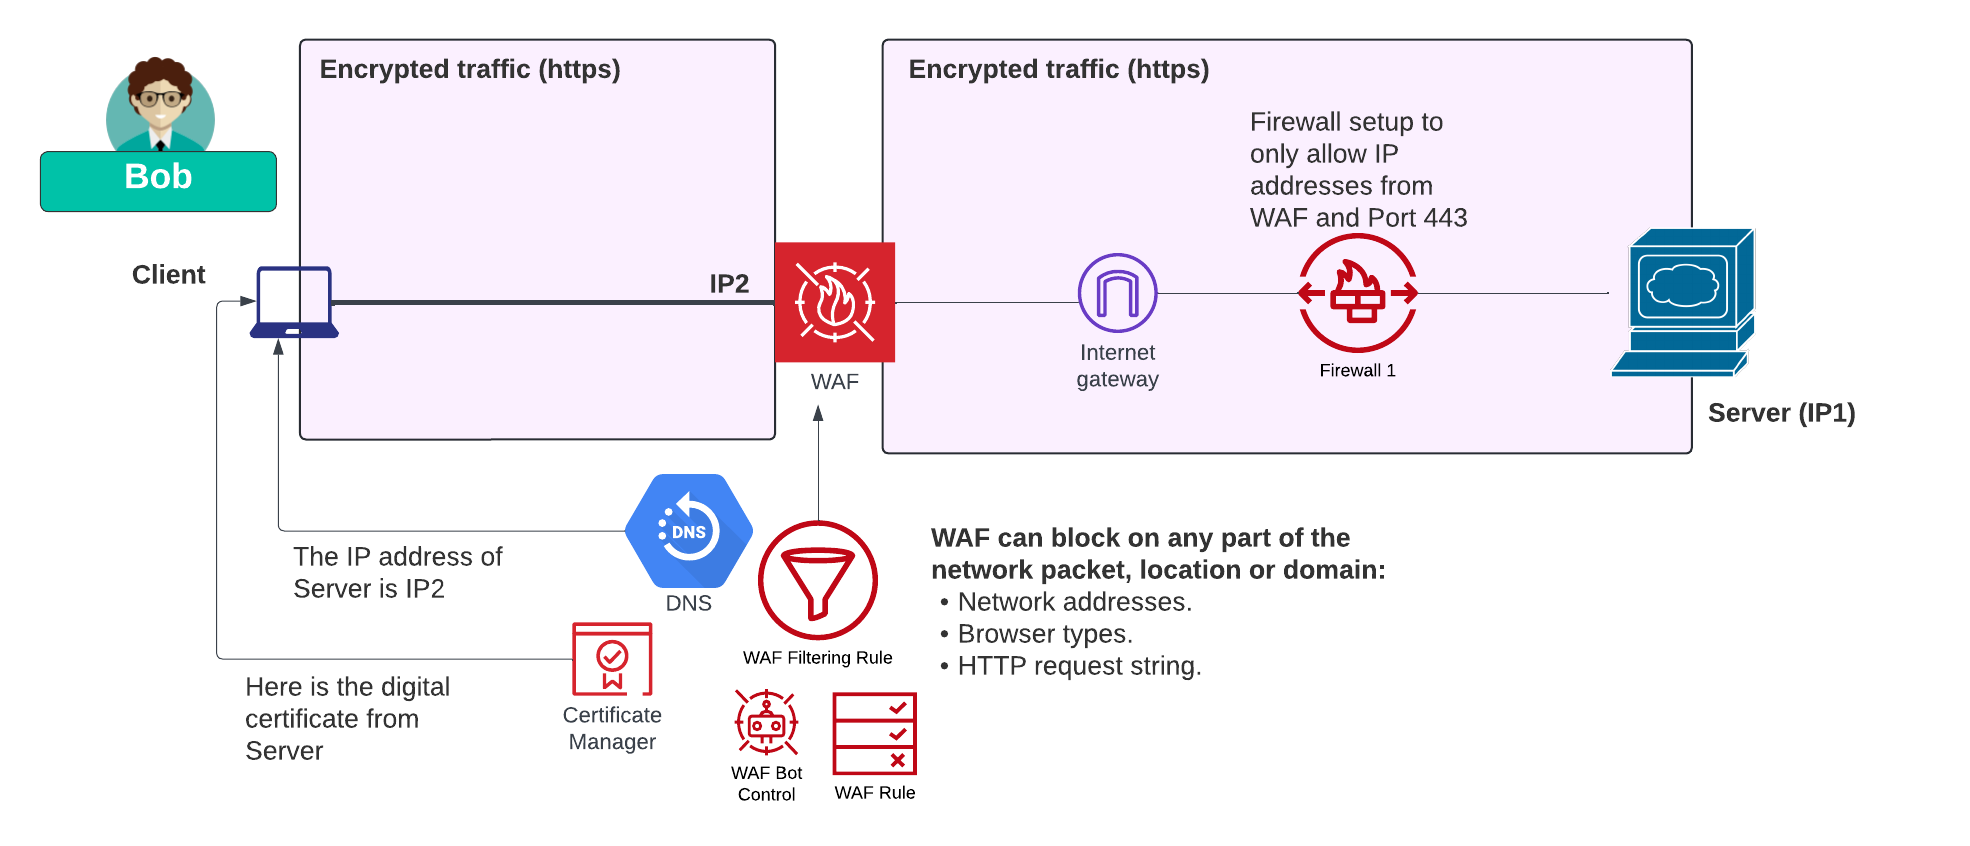 Encrypted traffic (https)
Encrypted traffic (https)
Bob
Firewall setup to
only allow IP
addresses from
WAF and Port 443
Client
IP2
WAF
Internet
gateway
Firewall 1
Server (IP1)
DNS
DNS
The IP address of
Server is IP2
WAF Filtering Rule
WAF can block on any part of the
network packet, location or domain:
• Network addresses.
• Browser types.
• HTTP request string.
Here is the digital
certificate from
Server
Certificate
Manager
WAF Bot
Control
WAF Rule